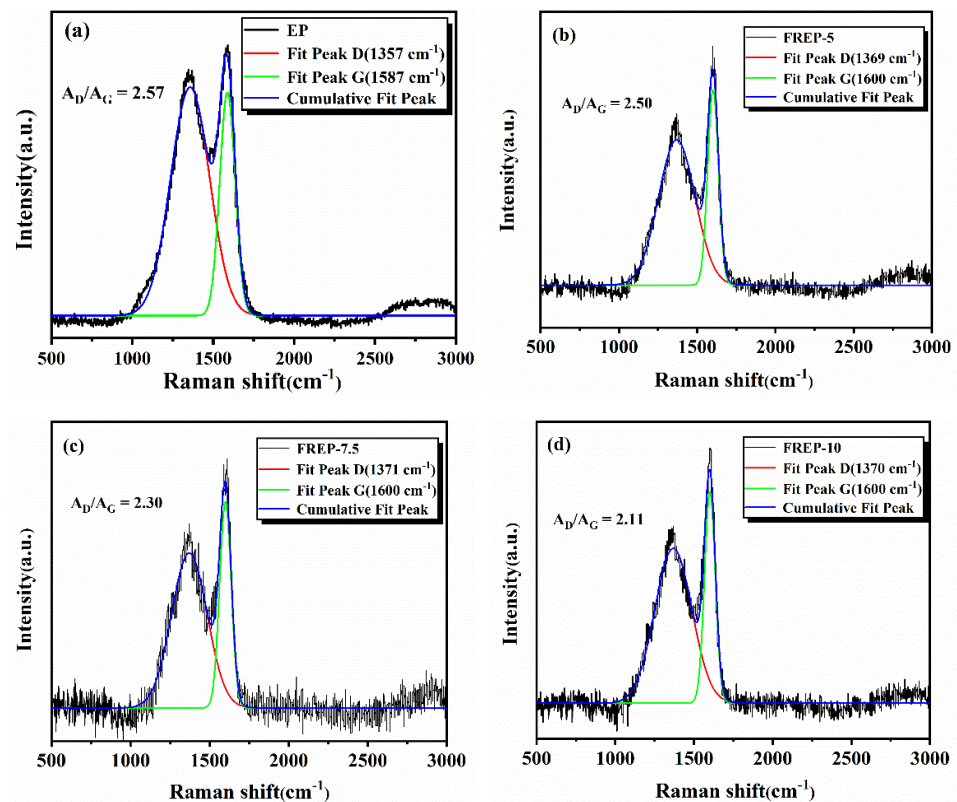 (a)
EP
Fit Peak D(1357 cm⁻¹)
Fit Peak G(1587 cm⁻¹)
Cumulative Fit Peak
A_D/A_G = 2.57
Intensity(a.u.)
500 1000 1500 2000 2500 3000
Raman shift(cm⁻¹)
(b)
FREP-5
Fit Peak D(1369 cm⁻¹)
Fit Peak G(1600 cm⁻¹)
Cumulative Fit Peak
A_D/A_G = 2.50
Intensity(a.u.)
500 1000 1500 2000 2500 3000
Raman shift(cm⁻¹)
(c)
FREP-7.5
Fit Peak D(1371 cm⁻¹)
Fit Peak G(1600 cm⁻¹)
Cumulative Fit Peak
A_D/A_G = 2.30
Intensity(a.u.)
500 1000 1500 2000 2500 3000
Raman shift(cm⁻¹)
(d)
FREP-10
Fit Peak D(1370 cm⁻¹)
Fit Peak G(1600 cm⁻¹)
Cumulative Fit Peak
A_D/A_G = 2.11
Intensity(a.u.)
500 1000 1500 2000 2500 3000
Raman shift(cm⁻¹)